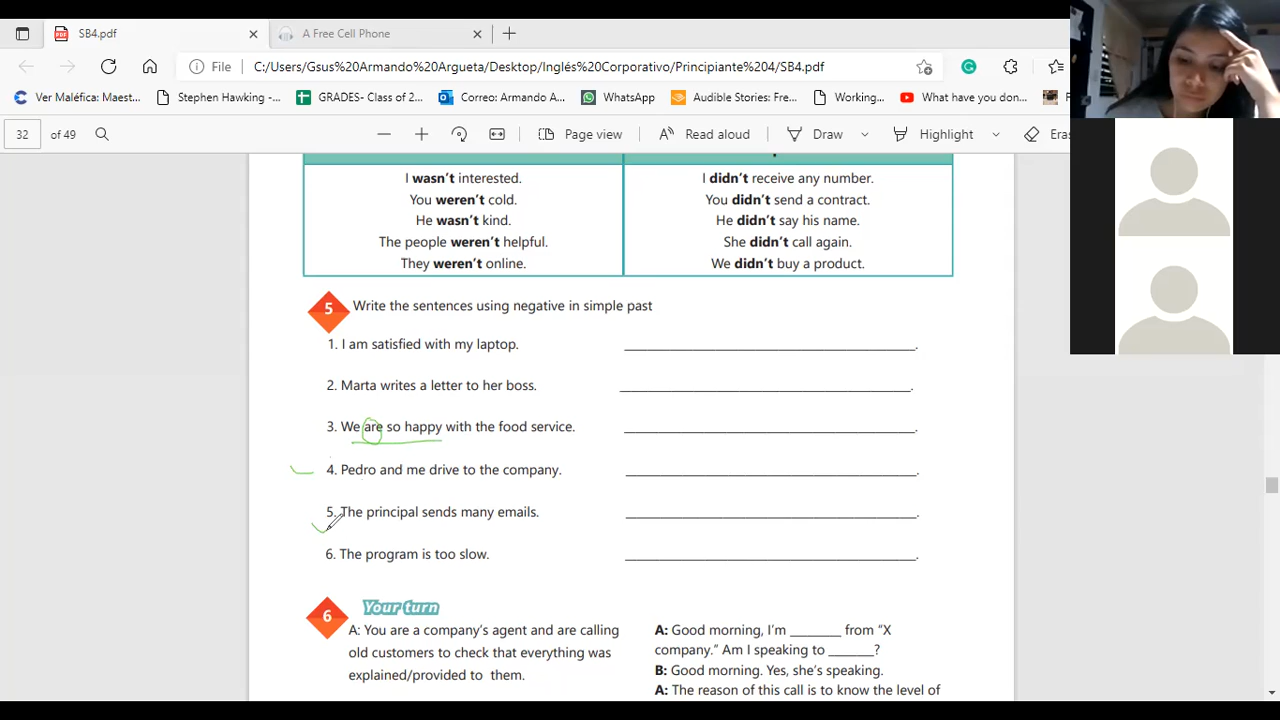 SB4.pdf
A Free Cell Phone
File
C:/Users/Gsus%20Armando%20Argueta/Desktop/Inglés%20Corporativo/Principiante%204/SB4.pdf
Ver Maléfica: Maest...
Stephen Hawking -...
GRADES- Class of 2...
Correo: Armando A...
WhatsApp
Audible Stories: Fre...
Working...
What have you don...
32 of 49
Page view
Read aloud
Draw
Highlight
Eras
I wasn't interested.
You weren't cold.
He wasn't kind.
The people weren't helpful.
They weren't online.
I didn't receive any number.
You didn't send a contract.
He didn't say his name.
She didn't call again.
We didn't buy a product.
5 Write the sentences using negative in simple past
1. I am satisfied with my laptop. ______________________.
2. Marta writes a letter to her boss. ______________________.
3. We are so happy with the food service. ______________________.
4. Pedro and me drive to the company. ______________________.
5. The principal sends many emails. ______________________.
6. The program is too slow. ______________________.
6 Your turn
A: You are a company's agent and are calling
old customers to check that everything was
explained/provided to them.
A: Good morning, I'm ________ from "X
company." Am I speaking to _______?
B: Good morning. Yes, she's speaking.
A: The reason of this call is to know the level of